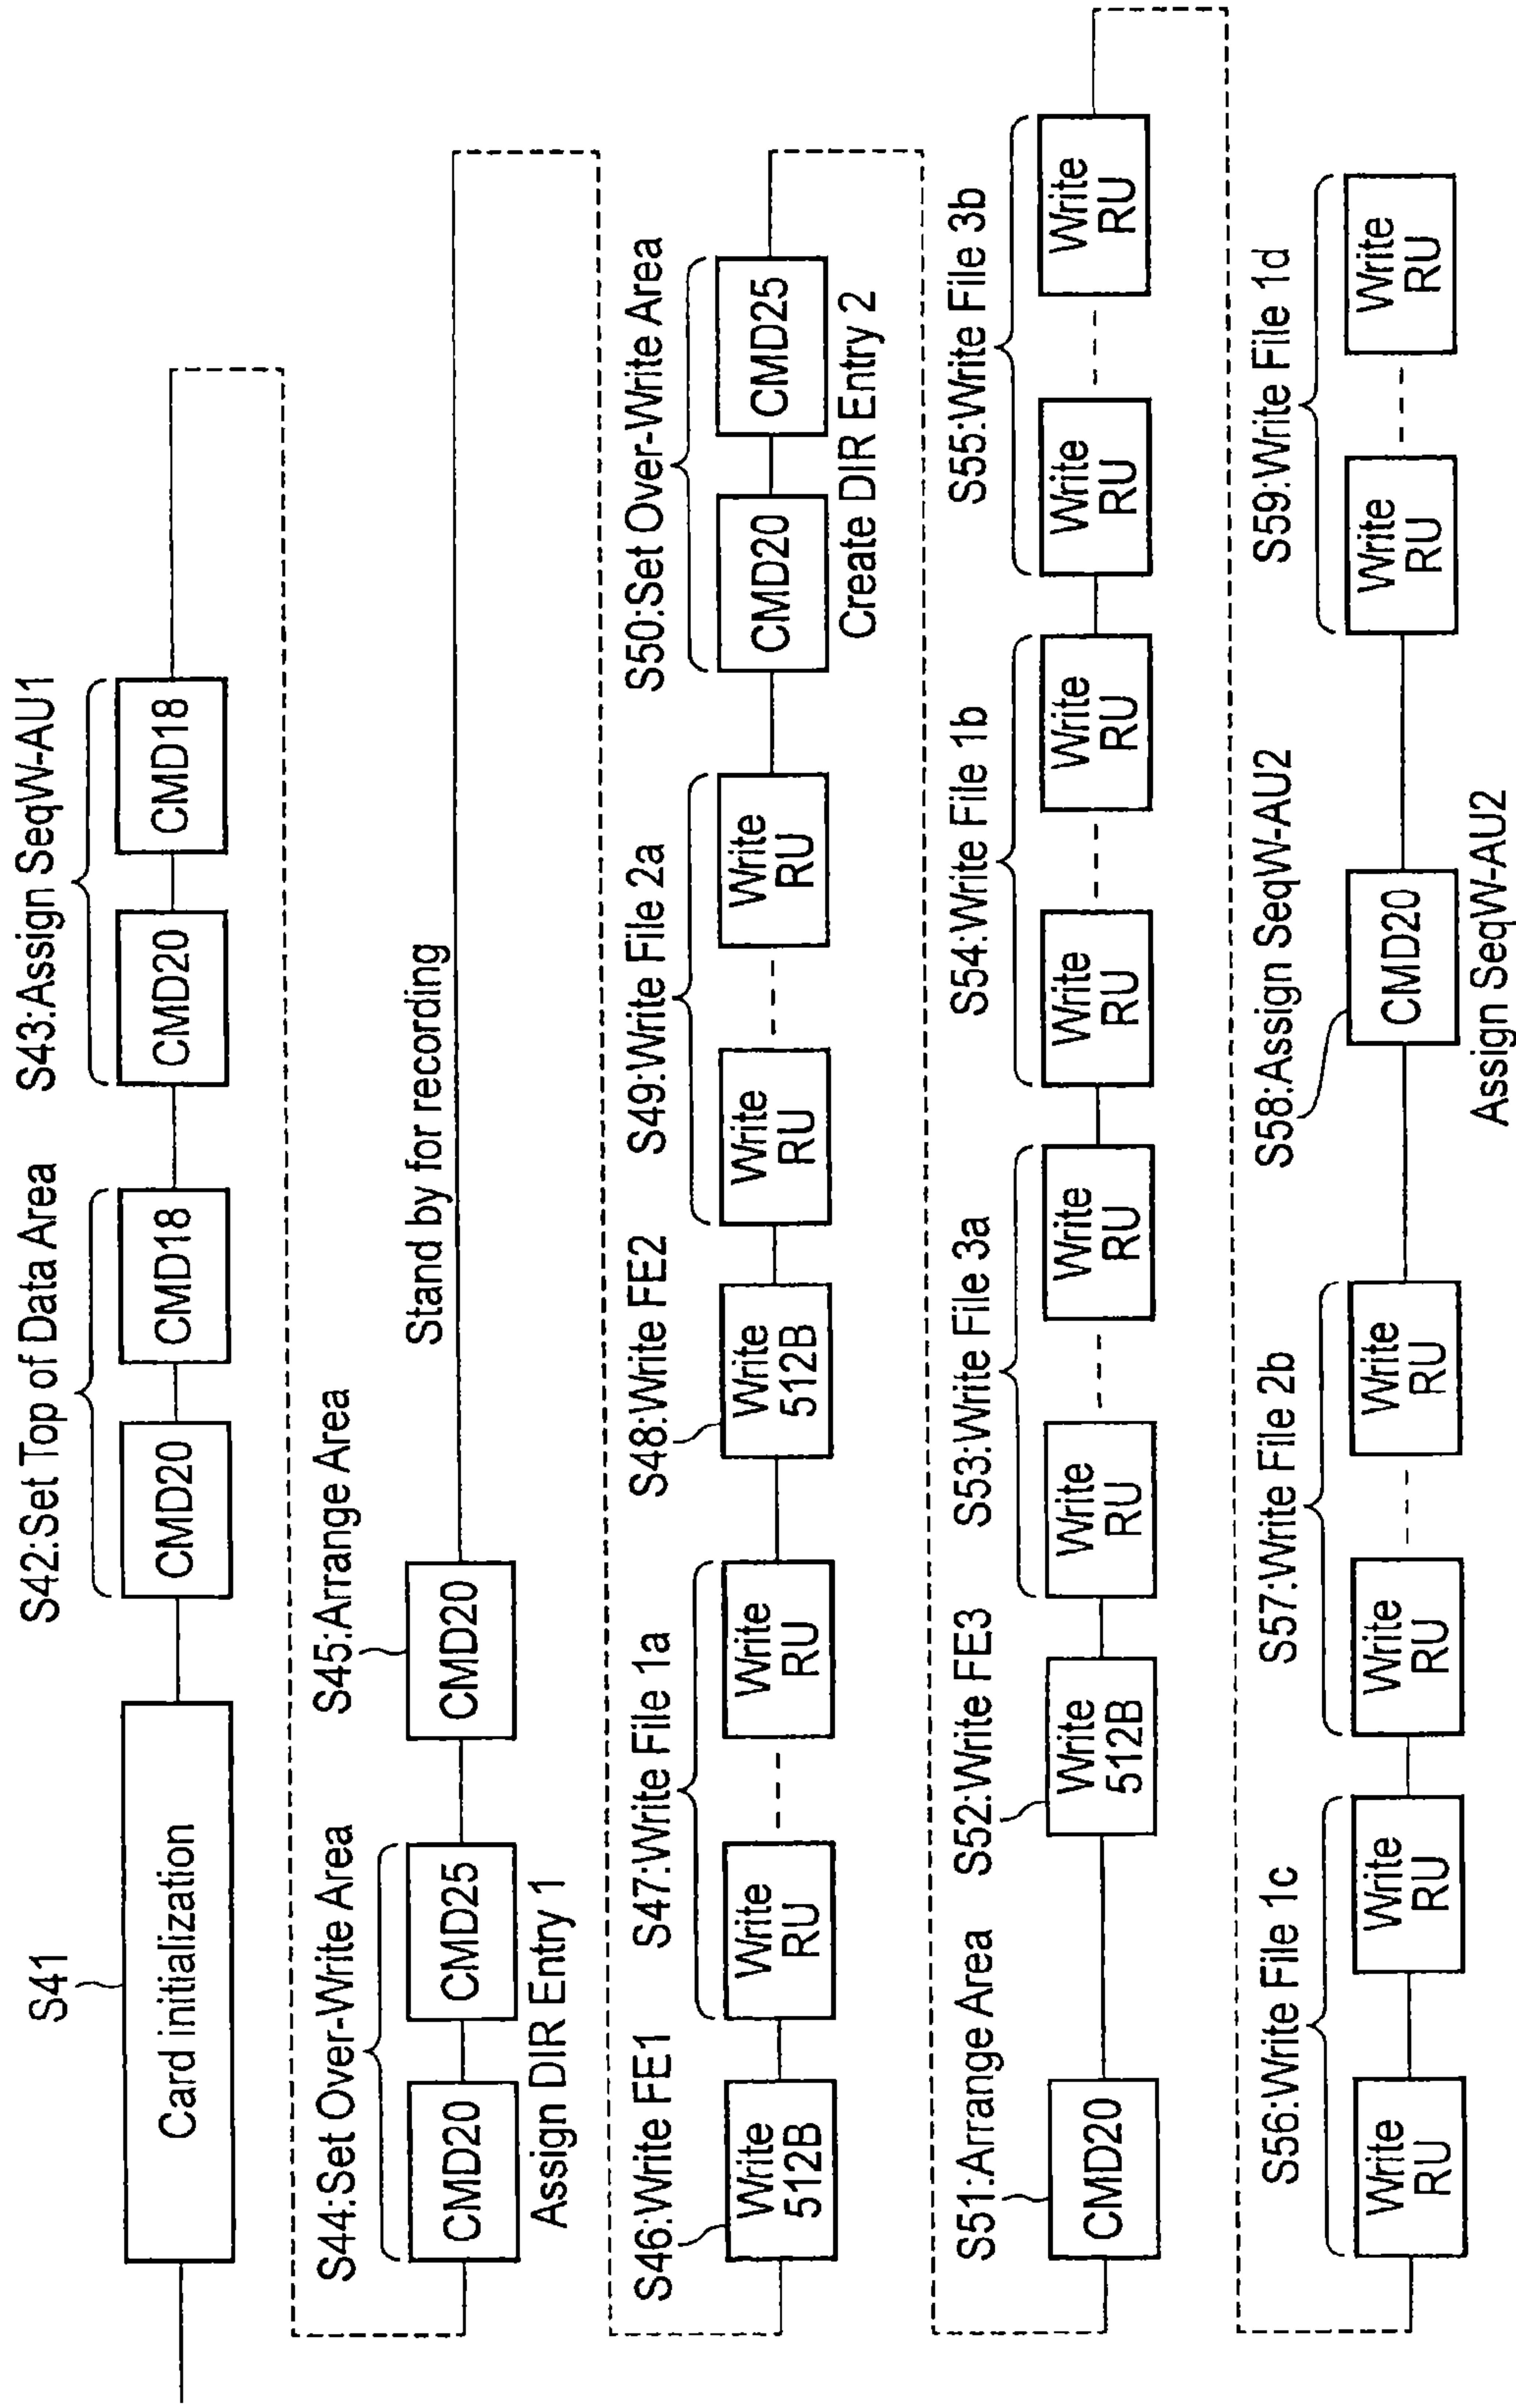 S41
Card initialization
S42:Set Top of Data Area
CMD20
CMD18
S43:Assign SeqW-AU1
CMD20
CMD18
S44:Set Over-Write Area
CMD20
CMD25
Assign DIR Entry 1
S45:Arrange Area
CMD20
Stand by for recording
S46:Write FE1
Write
512B
S47:Write File 1a
Write
RU
Write
RU
S48:Write FE2
Write
512B
S49:Write File 2a
Write
RU
Write
RU
S50:Set Over-Write Area
CMD20
CMD25
Create DIR Entry 2
S51:Arrange Area
CMD20
S52:Write FE3
Write
512B
S53:Write File 3a
Write
RU
Write
RU
S54:Write File 1b
Write
RU
Write
RU
S55:Write File 3b
Write
RU
Write
RU
S56:Write File 1c
Write
RU
Write
RU
S57:Write File 2b
Write
RU
Write
RU
S58:Assign SeqW-AU2
CMD20
Assign SeqW-AU2
S59:Write File 1d
Write
RU
Write
RU